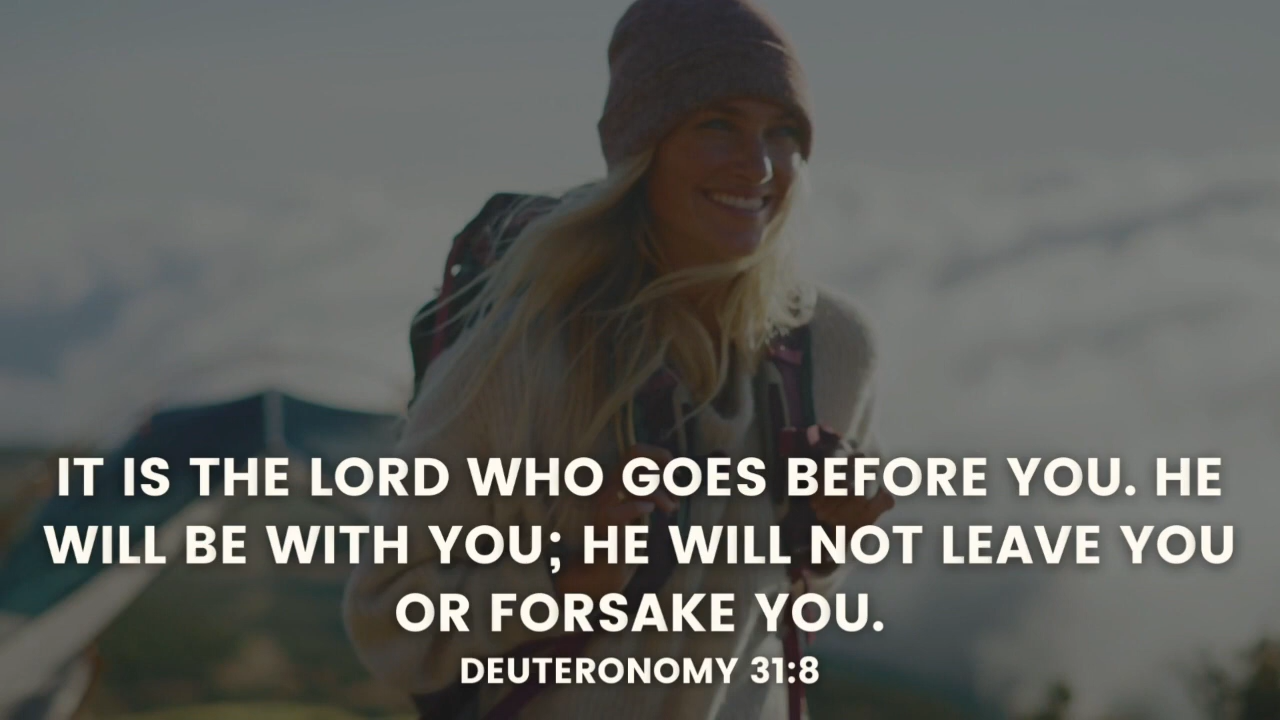 IT IS THE LORD WHO GOES BEFORE YOU. HE
WILL BE WITH YOU; HE WILL NOT LEAVE YOU
OR FORSAKE YOU.
DEUTERONOMY 31:8